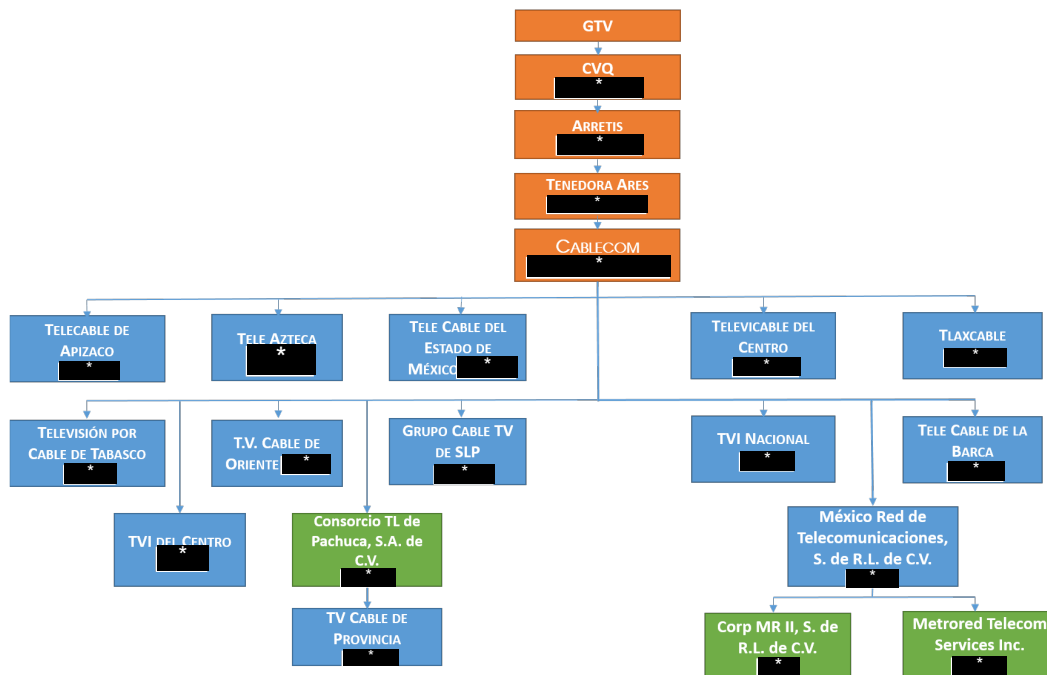 GTV
CVQ
*
ARRETIS
*
TENEDORA ARES
*
CABLECOM
*
TELECABLE DE
APIZACO
*
TELE AZTECA
*
TELE CABLE DEL
ESTADO DE
MÉXICO *
TELEVICABLE DEL
CENTRO
*
TLAXCABLE
*
TELEVISIÓN POR
CABLE DE TABASCO
*
T.V. CABLE DE
ORIENTE *
GRUPO CABLE TV
DE SLP
*
TVI NACIONAL
*
TELE CABLE DE LA
BARCA
*
TVI DEL CENTRO
*
Consorcio TL de
Pachuca, S.A. de
C.V.
*
México Red de
Telecomunicaciones,
S. de R.L. de C.V.
*
TV CABLE DE
PROVINCIA
*
Corp MR II, S. de
R.L. de C.V.
*
Metrored Telecom
Services Inc.
*